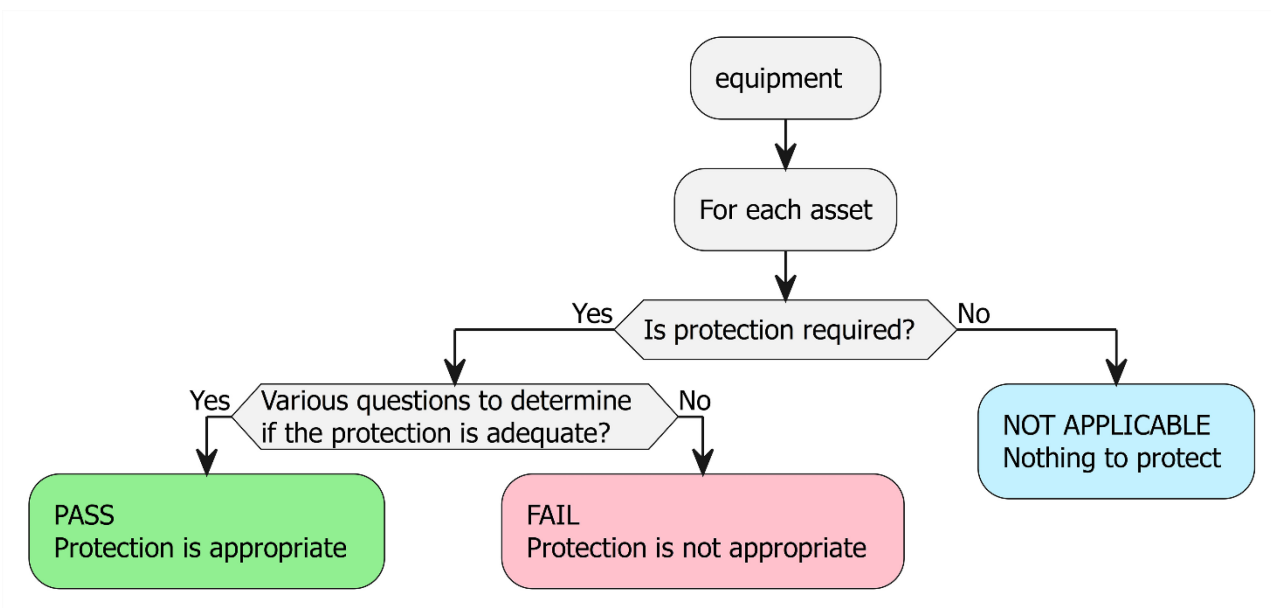 equipment
For each asset
Yes
Is protection required?
No
Yes
Various questions to determine
if the protection is adequate?
No
NOT APPLICABLE
Nothing to protect
PASS
Protection is appropriate
FAIL
Protection is not appropriate